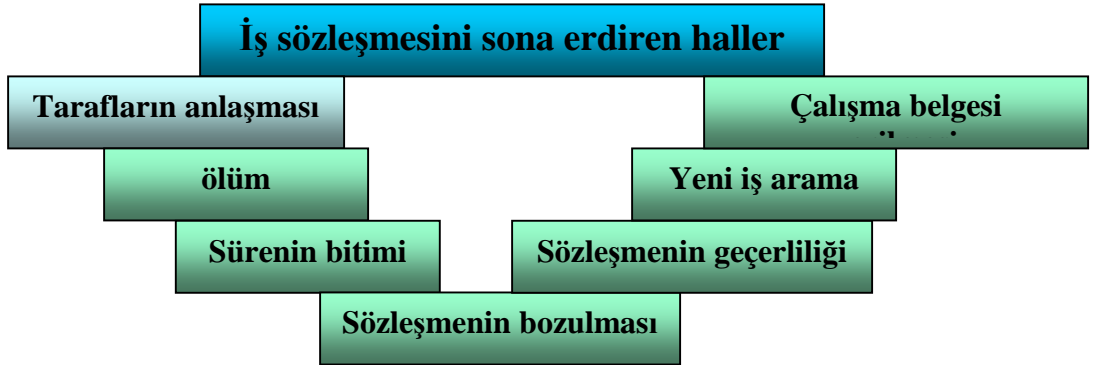 İş sözleşmesini sona erdiren haller
Tarafların anlaşması
Çalışma belgesi
ölüm
Yeni iş arama
Sürenin bitimi
Sözleşmenin geçerliliği
Sözleşmenin bozulması